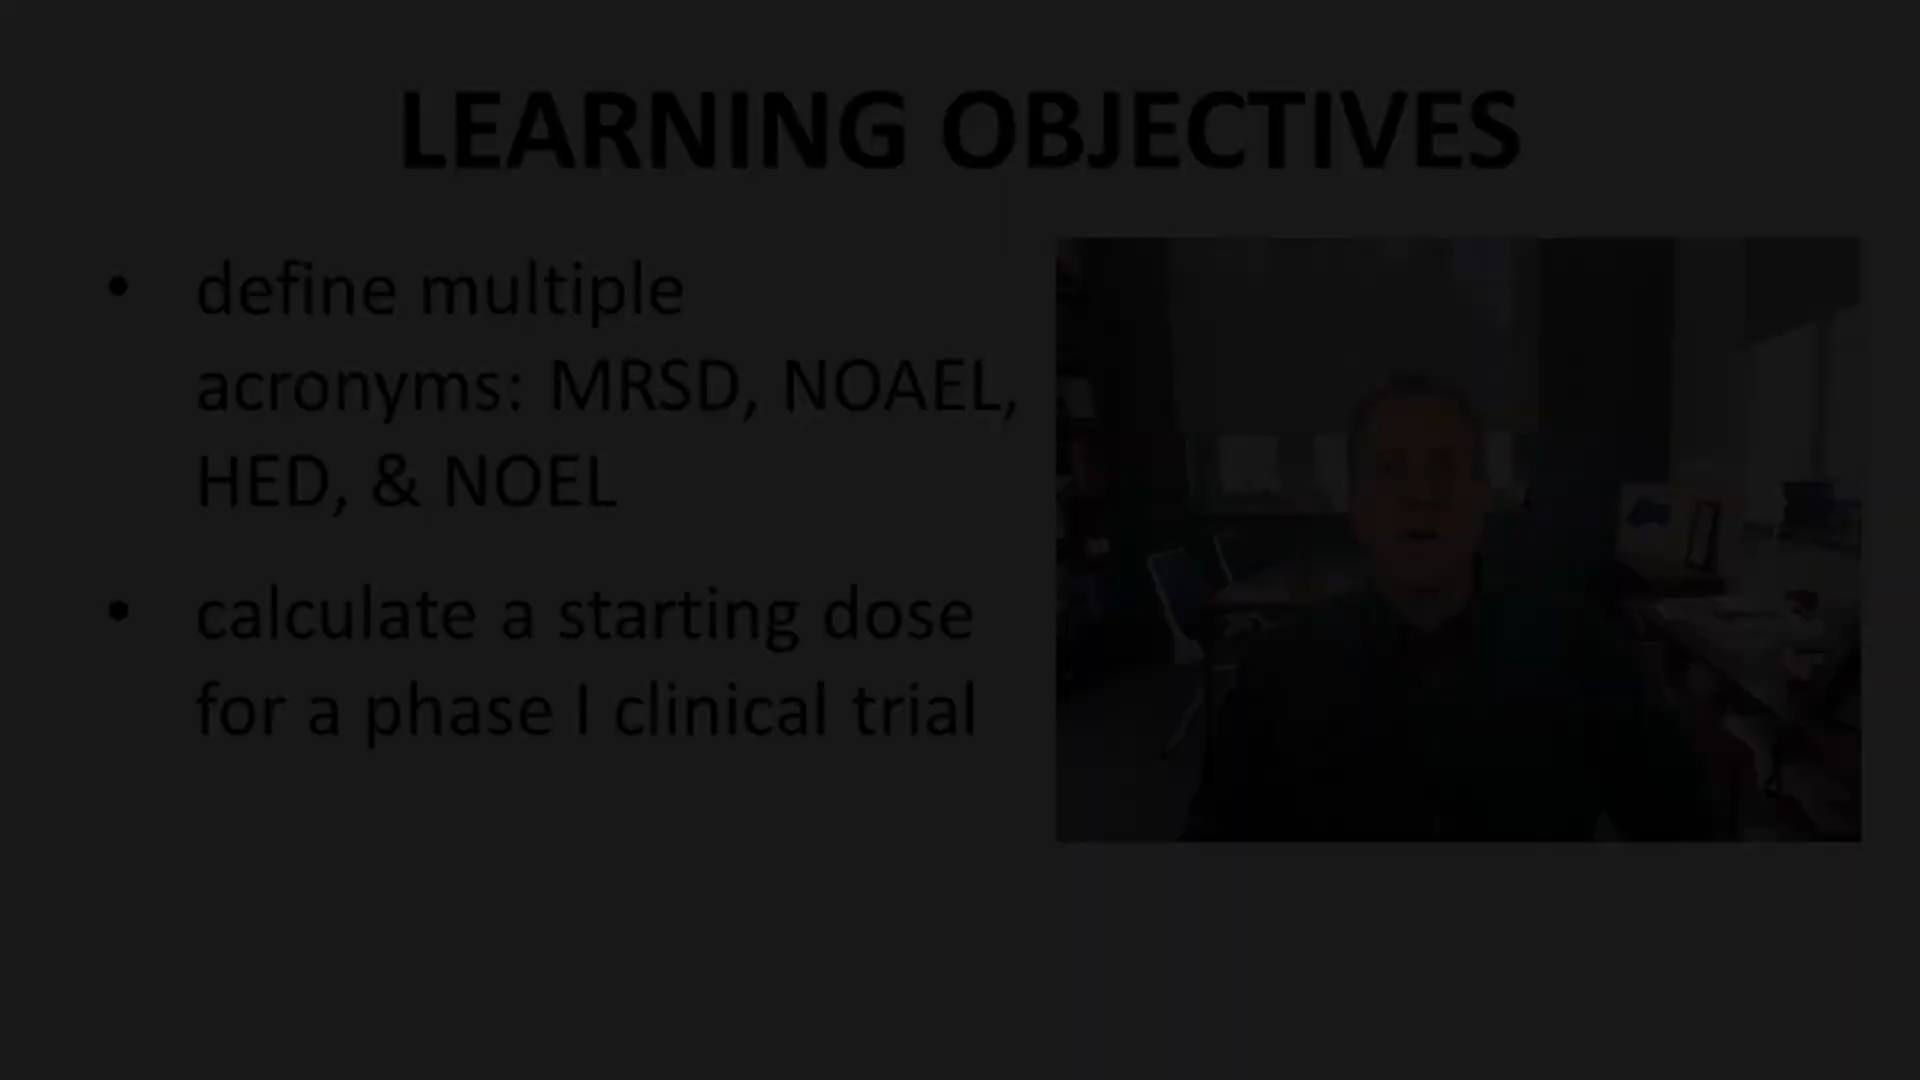 LEARNING OBJECTIVES
• define multiple
acronyms: MRSD, NOAEL,
HED, & NOEL
• calculate a starting dose
for a phase I clinical trial